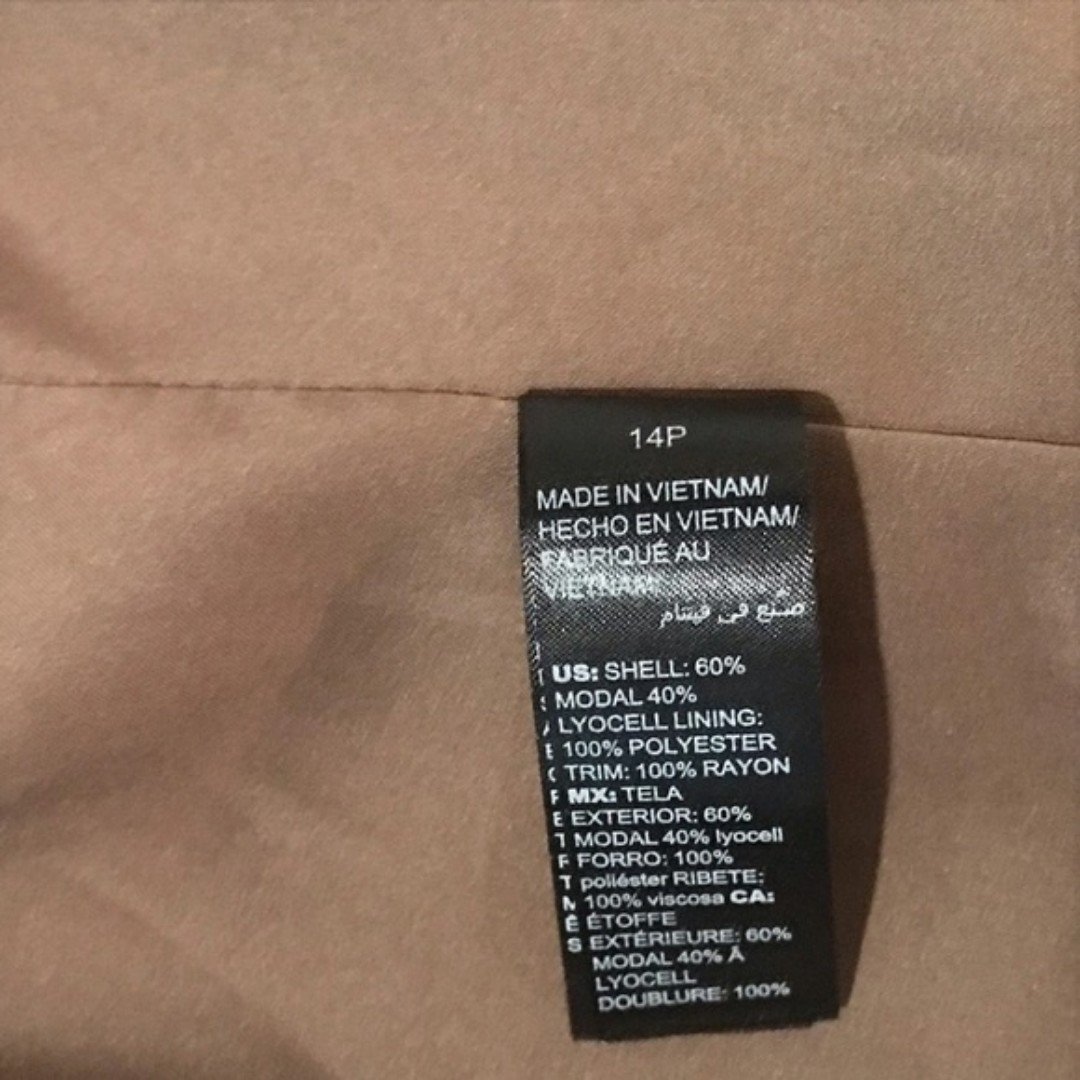 14P
MADE IN VIETNAM/
HECHO EN VIETNAM/
FABRIQUÉ AU
VIETNAM/
صنع في فيتنام
US: SHELL: 60%
MODAL 40%
LYOCELL LINING:
100% POLYESTER
TRIM: 100% RAYON
MX: TELA
EXTERIOR: 60%
MODAL 40% lyocell
FORRO: 100%
poliéster RIBETE:
100% viscosa CA:
ÉTOFFE
EXTÉRIEURE: 60%
MODAL 40% Â
LYOCELL
DOUBLURE: 100%